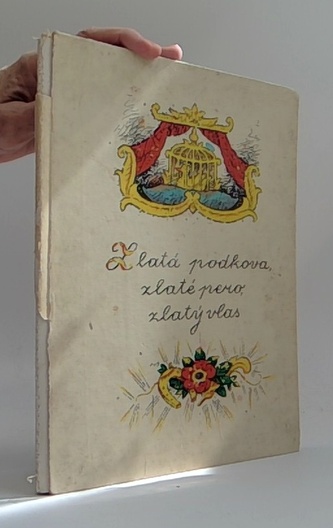 Zlatá podkova,
zlaté pero,
zlatý vlas